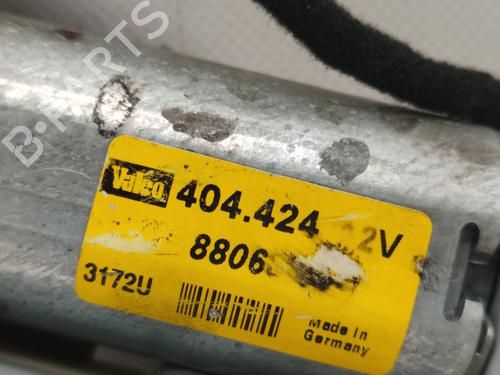 B-Parts
Valeo
404.424 12V
8806
3172U
Made in
Germany